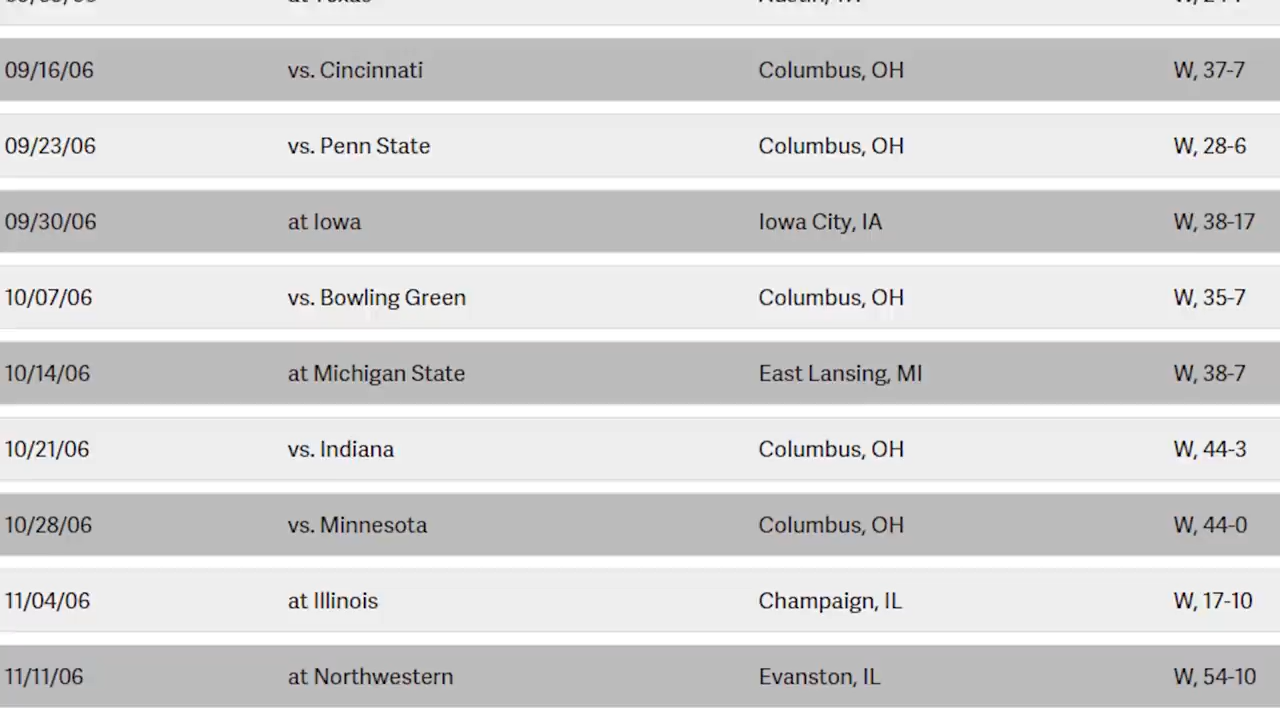 09/16/06 vs. Cincinnati Columbus, OH W, 37-7
09/23/06 vs. Penn State Columbus, OH W, 28-6
09/30/06 at Iowa Iowa City, IA W, 38-17
10/07/06 vs. Bowling Green Columbus, OH W, 35-7
10/14/06 at Michigan State East Lansing, MI W, 38-7
10/21/06 vs. Indiana Columbus, OH W, 44-3
10/28/06 vs. Minnesota Columbus, OH W, 44-0
11/04/06 at Illinois Champaign, IL W, 17-10
11/11/06 at Northwestern Evanston, IL W, 54-10